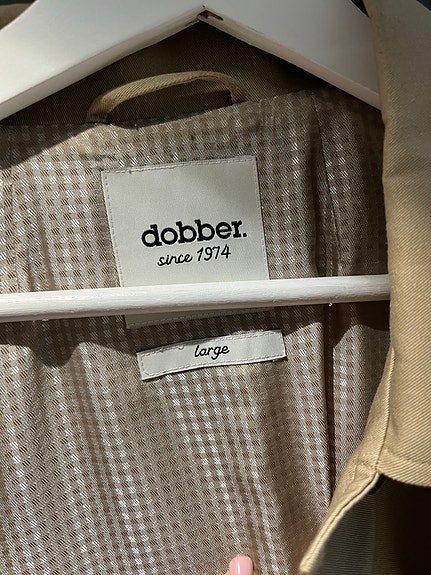 dobber.
since 1974
large